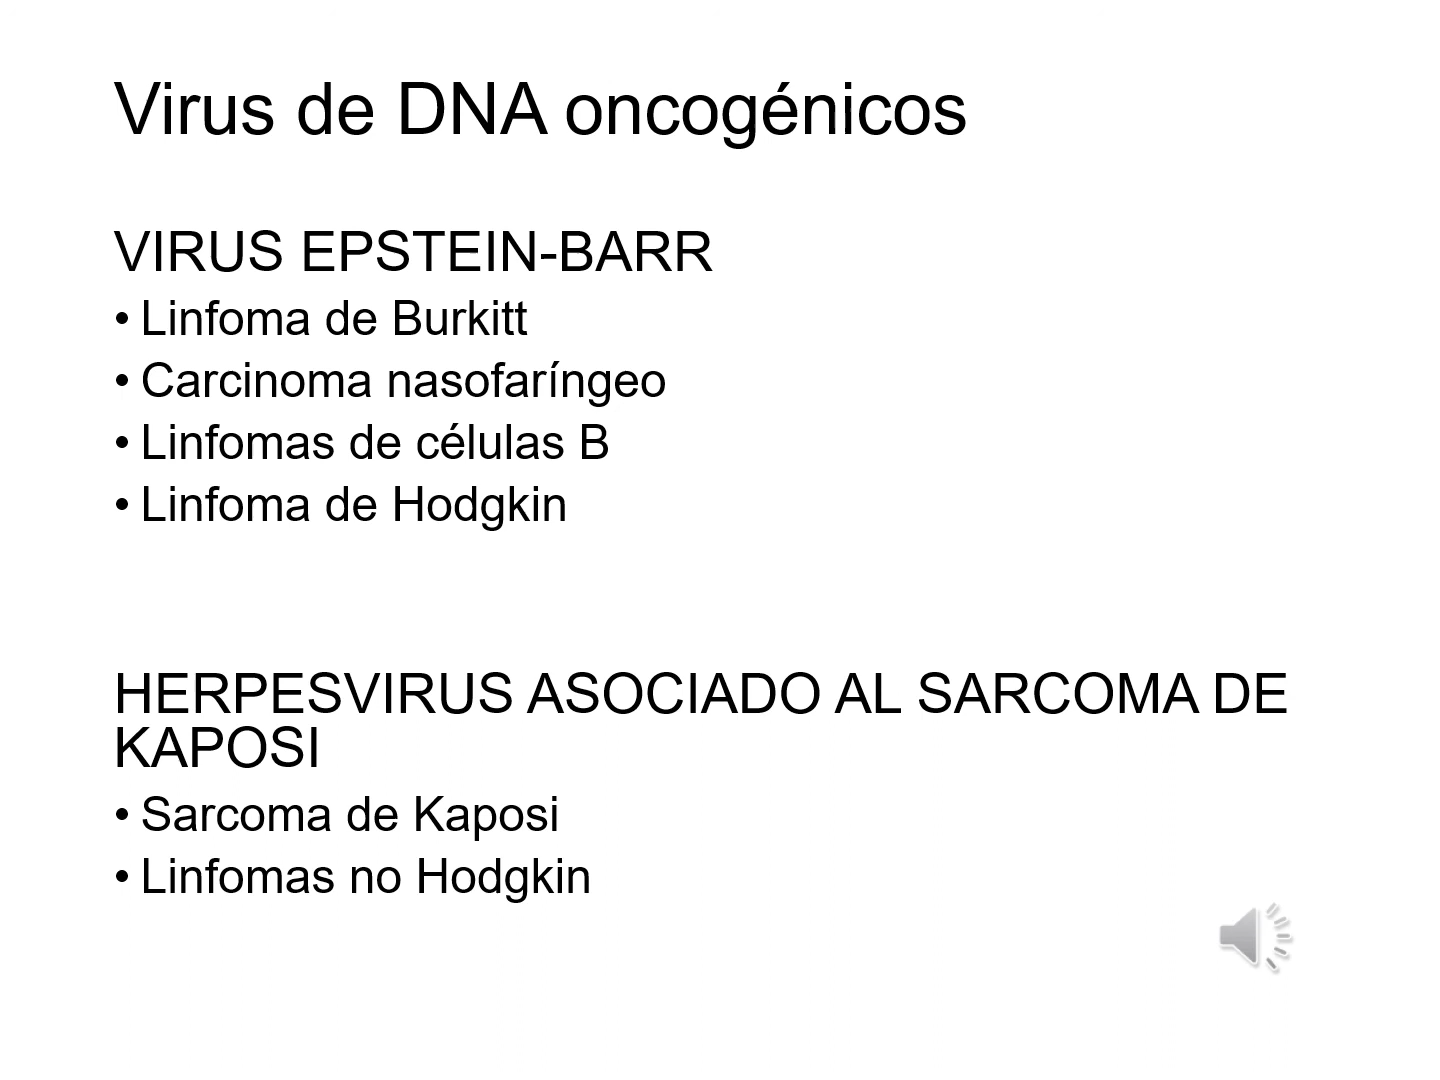 Virus de DNA oncogénicos
VIRUS EPSTEIN-BARR
• Linfoma de Burkitt
• Carcinoma nasofaríngeo
• Linfomas de células B
• Linfoma de Hodgkin
HERPESVIRUS ASOCIADO AL SARCOMA DE
KAPOSI
• Sarcoma de Kaposi
• Linfomas no Hodgkin